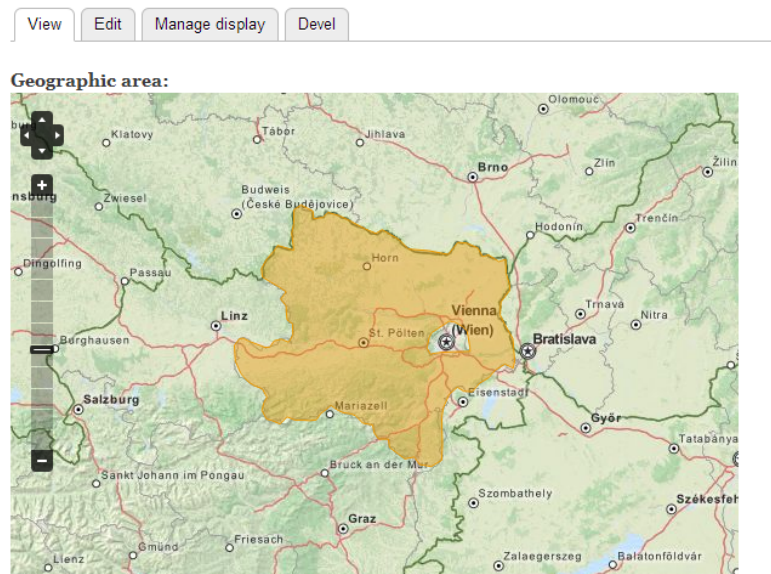 View Edit Manage display Devel
Geographic area:
Olomouc
Klatovy
Tábor
Jihlava
Brno
Zlín
Žilin
Zwiesel
Budweis
(České Budějovice)
Trenčín
Hodonín
Dingolfing
Passau
Horn
Linz
Vienna
(Wien)
Trnava
Nitra
St. Pölten
Bratislava
Burghausen
Salzburg
Eisenstadt
Mariazell
Győr
Tatabánya
Bruck an der Mur
Sankt Johann im Pongau
Szombathely
Székesfeh
Graz
Friesach
Gmünd
Lienz
Zalaegerszeg
Balatonföldvár